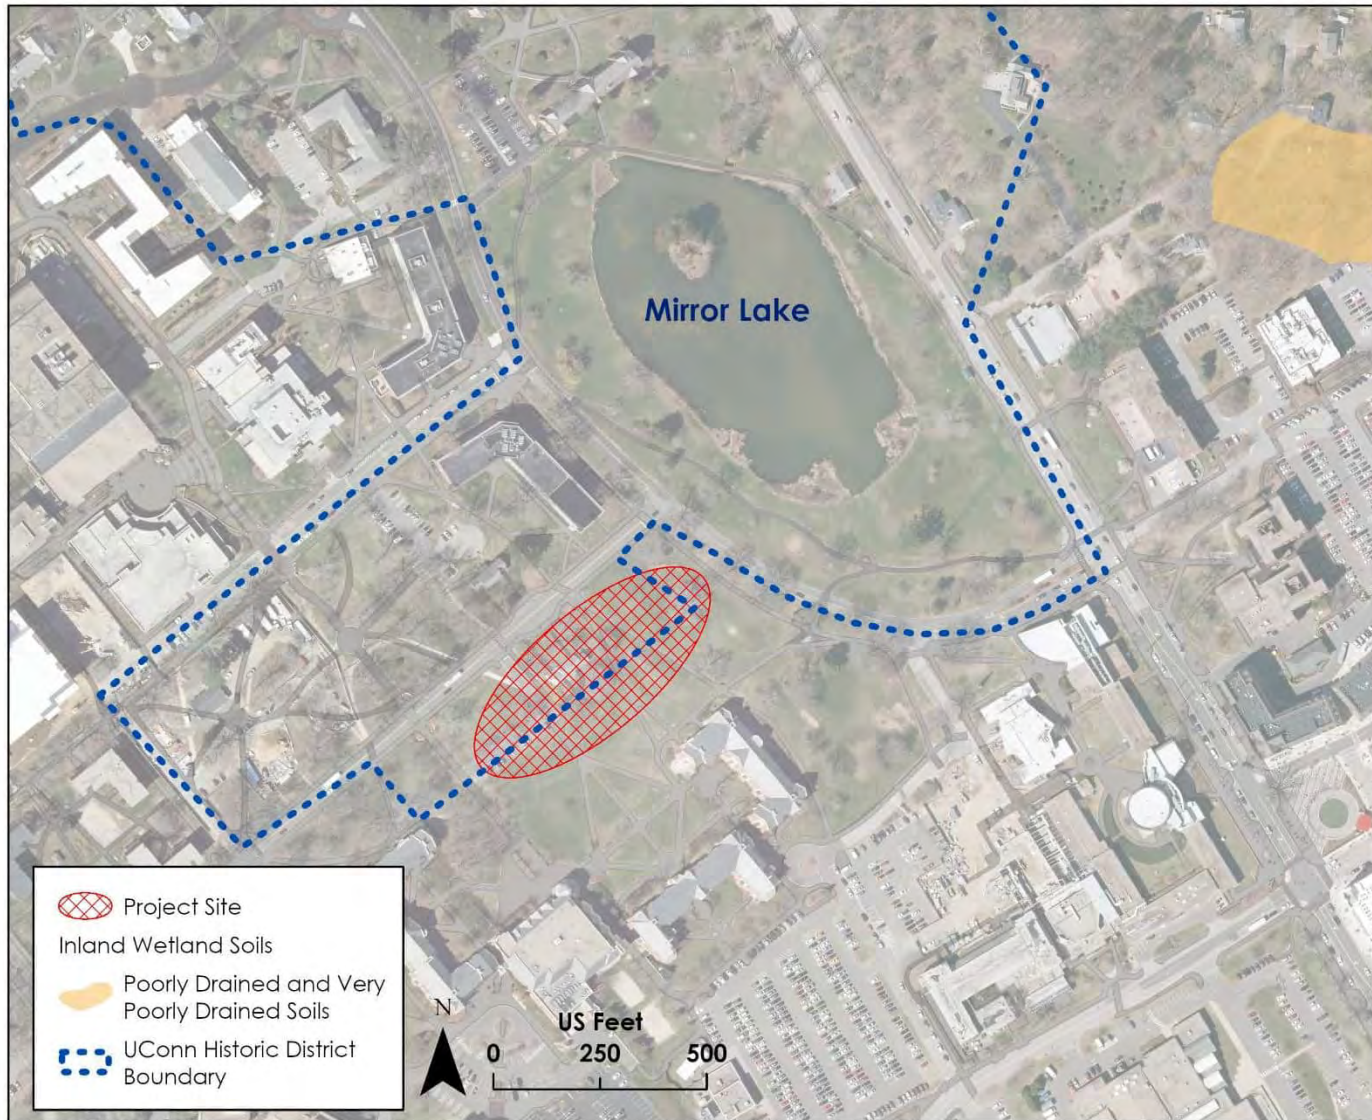 Mirror Lake
Project Site
Inland Wetland Soils
Poorly Drained and Very
Poorly Drained Soils
UConn Historic District
Boundary
N
US Feet
0 250 500